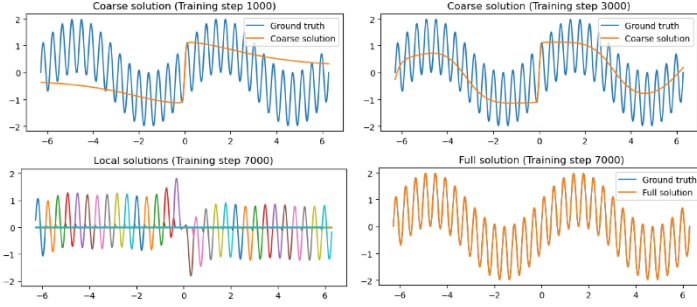 Coarse solution (Training step 1000)
2
1
0
−1
−2
Ground truth
Coarse solution
−6 −4 −2 0 2 4 6
Coarse solution (Training step 3000)
2
1
0
−1
−2
Ground truth
Coarse solution
−6 −4 −2 0 2 4 6
Local solutions (Training step 7000)
2
1
0
−1
−2
−6 −4 −2 0 2 4 6
Full solution (Training step 7000)
2
1
0
−1
−2
Ground truth
Full solution
−6 −4 −2 0 2 4 6